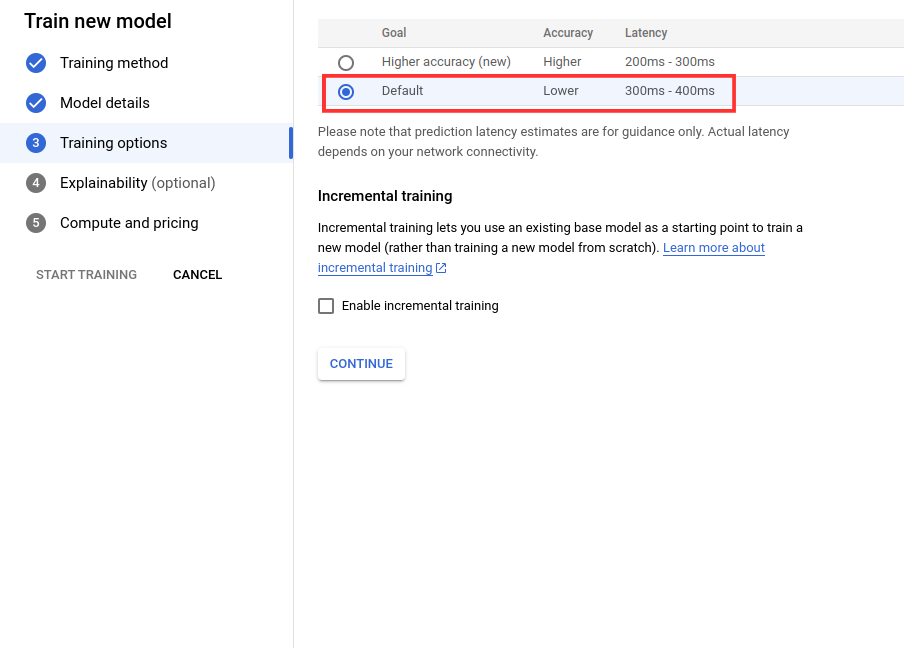 Train new model
Training method
Model details
3 Training options
4 Explainability (optional)
5 Compute and pricing
START TRAINING CANCEL
Goal Accuracy Latency
Higher accuracy (new) Higher 200ms - 300ms
Default Lower 300ms - 400ms
Please note that prediction latency estimates are for guidance only. Actual latency
depends on your network connectivity.
Incremental training
Incremental training lets you use an existing base model as a starting point to train a
new model (rather than training a new model from scratch). Learn more about
incremental training
Enable incremental training
CONTINUE